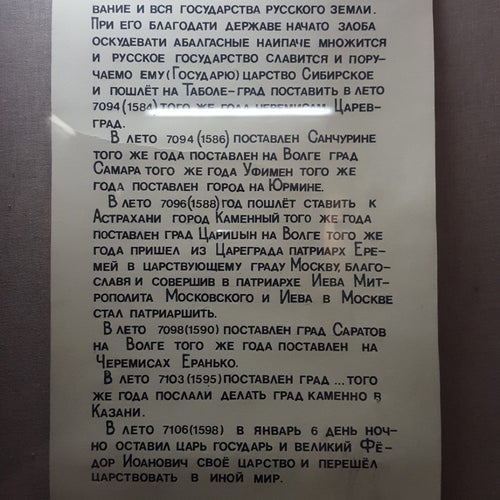 ВАНИЕ И ВСЯ ГОСУДАРСТВА РУССКОГО ЗЕМЛИ.
ПРИ ЕГО БЛАГОДАТИ ДЕРЖАВЕ НАЧАТО ЗЛОБА
ОСКУДЕВАТИ АБАЛГАСНЫЕ НАИПАЧЕ МНОЖИТСЯ
И РУССКОЕ ГОСУДАРСТВО СЛАВИТСЯ И ПОРУ-
ЧАЕМО ЕМУ (ГОСУДАРЮ) ЦАРСТВО СИБИРСКОЕ
И ПОШЛЁТ НА ТАБОЛЕ-ГРАД ПОСТАВИТЬ В ЛЕТО
7094 (1584) ТОГО ЖЕ ГОДА ЧЕРЕМИСАМ ЦАРЕВ-
ГРАД.
В ЛЕТО 7094 (1586) ПОСТАВЛЕН САНЧУРИНЕ
ТОГО ЖЕ ГОДА ПОСТАВЛЕН НА ВОЛГЕ ГРАД
САМАРА ТОГО ЖЕ ГОДА УФИМЕН ТОГО ЖЕ
ГОДА ПОСТАВЛЕН ГОРОД НА ЮРМИНЕ.
В ЛЕТО 7096 (1588) ГОД ПОШЛЁТ СТАВИТЬ К
АСТРАХАНИ ГОРОД КАМЕННЫЙ ТОГО ЖЕ ГОДА
ПОСТАВЛЕН ГРАД ЦАРИЦЫН НА ВОЛГЕ ТОГО ЖЕ
ГОДА ПРИШЕЛ ИЗ ЦАРЕГРАДА ПАТРИАРХ ЕРЕ-
МЕЙ В ЦАРСТВУЮЩЕМУ ГРАДУ МОСКВУ, БЛАГО-
СЛАВЯ И СОВЕРШИВ В ПАТРИАРХЕ ИЕВА МИТ-
РОПОЛИТА МОСКОВСКОГО И ИЕВА В МОСКВЕ
СТАЛ ПАТРИАРШИТЬ.
В ЛЕТО 7098 (1590) ПОСТАВЛЕН ГРАД САРАТОВ
НА ВОЛГЕ ТОГО ЖЕ ГОДА ПОСТАВЛЕН НА
ЧЕРЕМИСАХ ЕРАНЬКО.
В ЛЕТО 7103 (1595) ПОСТАВЛЕН ГРАД ... ТОГО
ЖЕ ГОДА ПОСЛАЛИ ДЕЛАТЬ ГРАД КАМЕННО В
КАЗАНИ.
В ЛЕТО 7106 (1598) В ЯНВАРЬ 6 ДЕНЬ НОЧ-
НО ОСТАВИЛ ЦАРЬ ГОСУДАРЬ И ВЕЛИКИЙ ФЁ-
ДОР ИОАНОВИЧ СВОЁ ЦАРСТВО И ПЕРЕШЁЛ
ЦАРСТВОВАТЬ В ИНОЙ МИР.